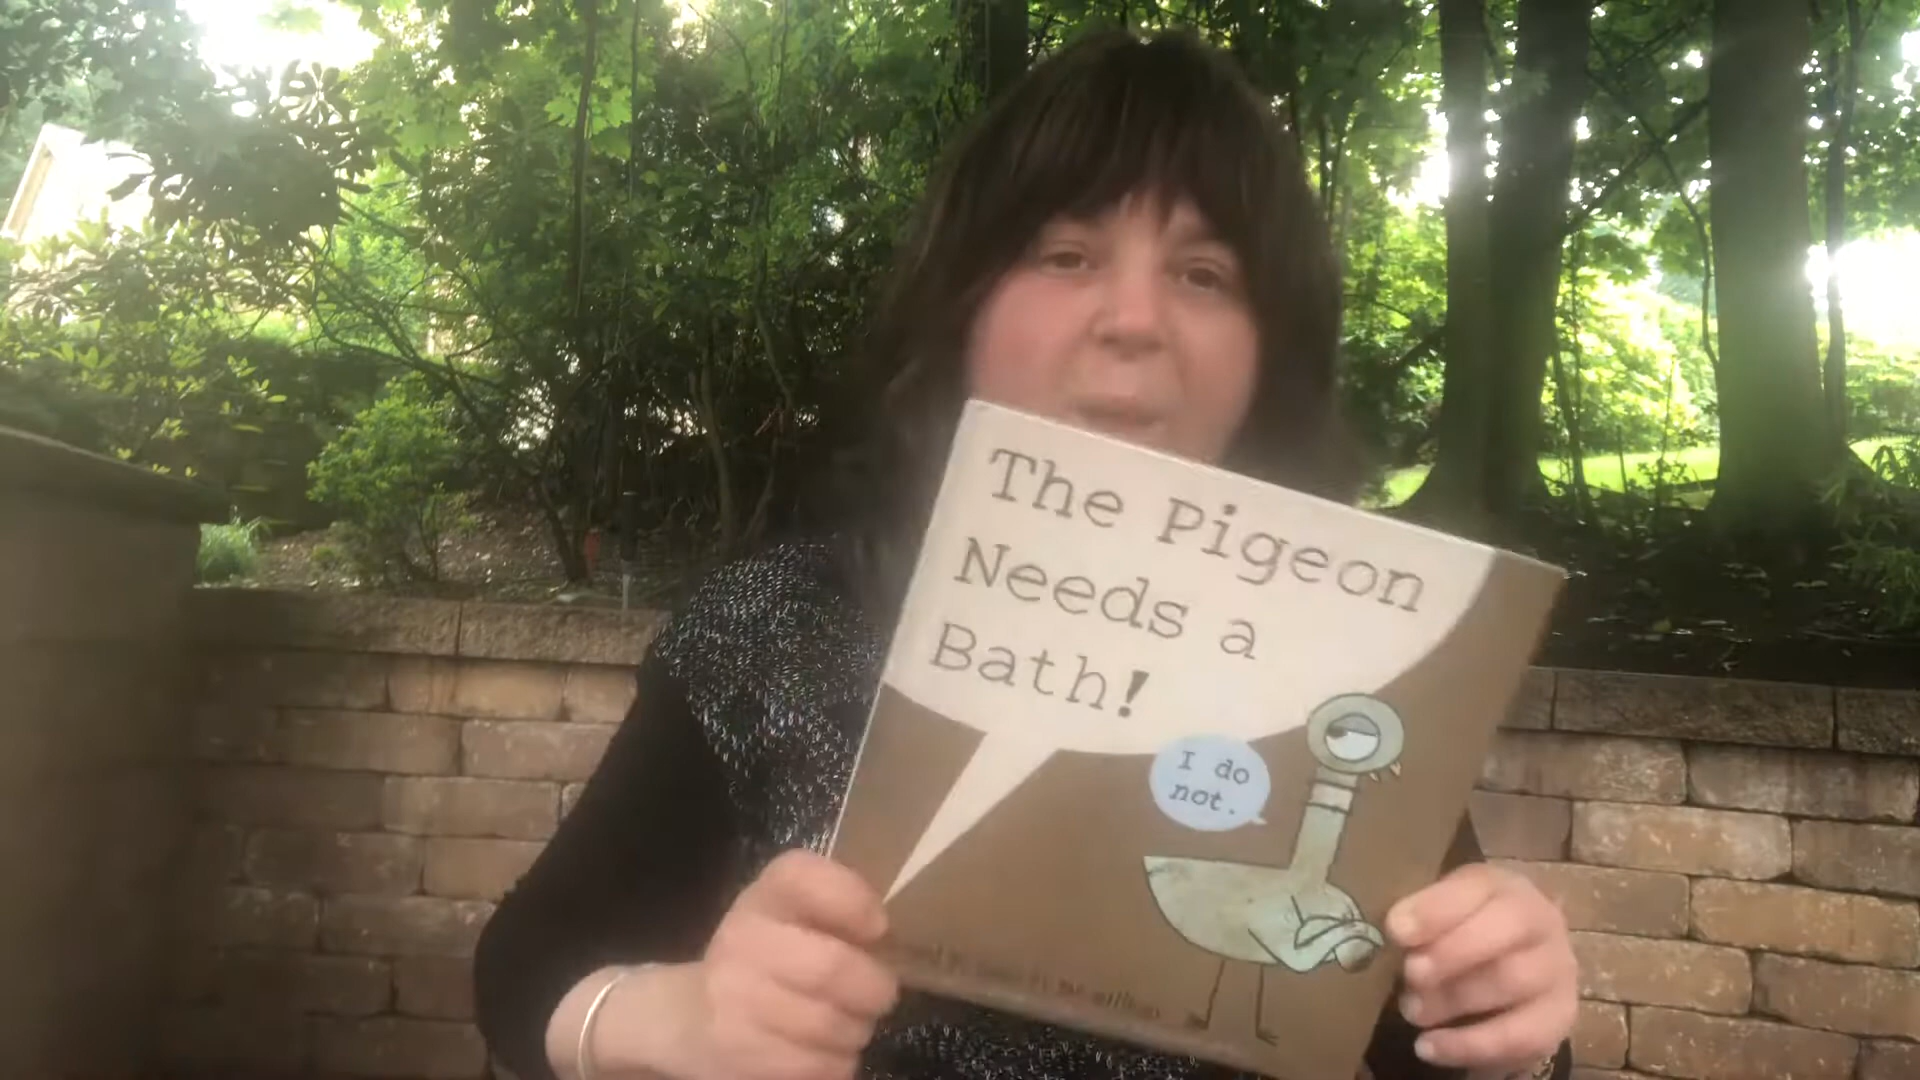 The Pigeon
Needs a
Bath!
I do
not.